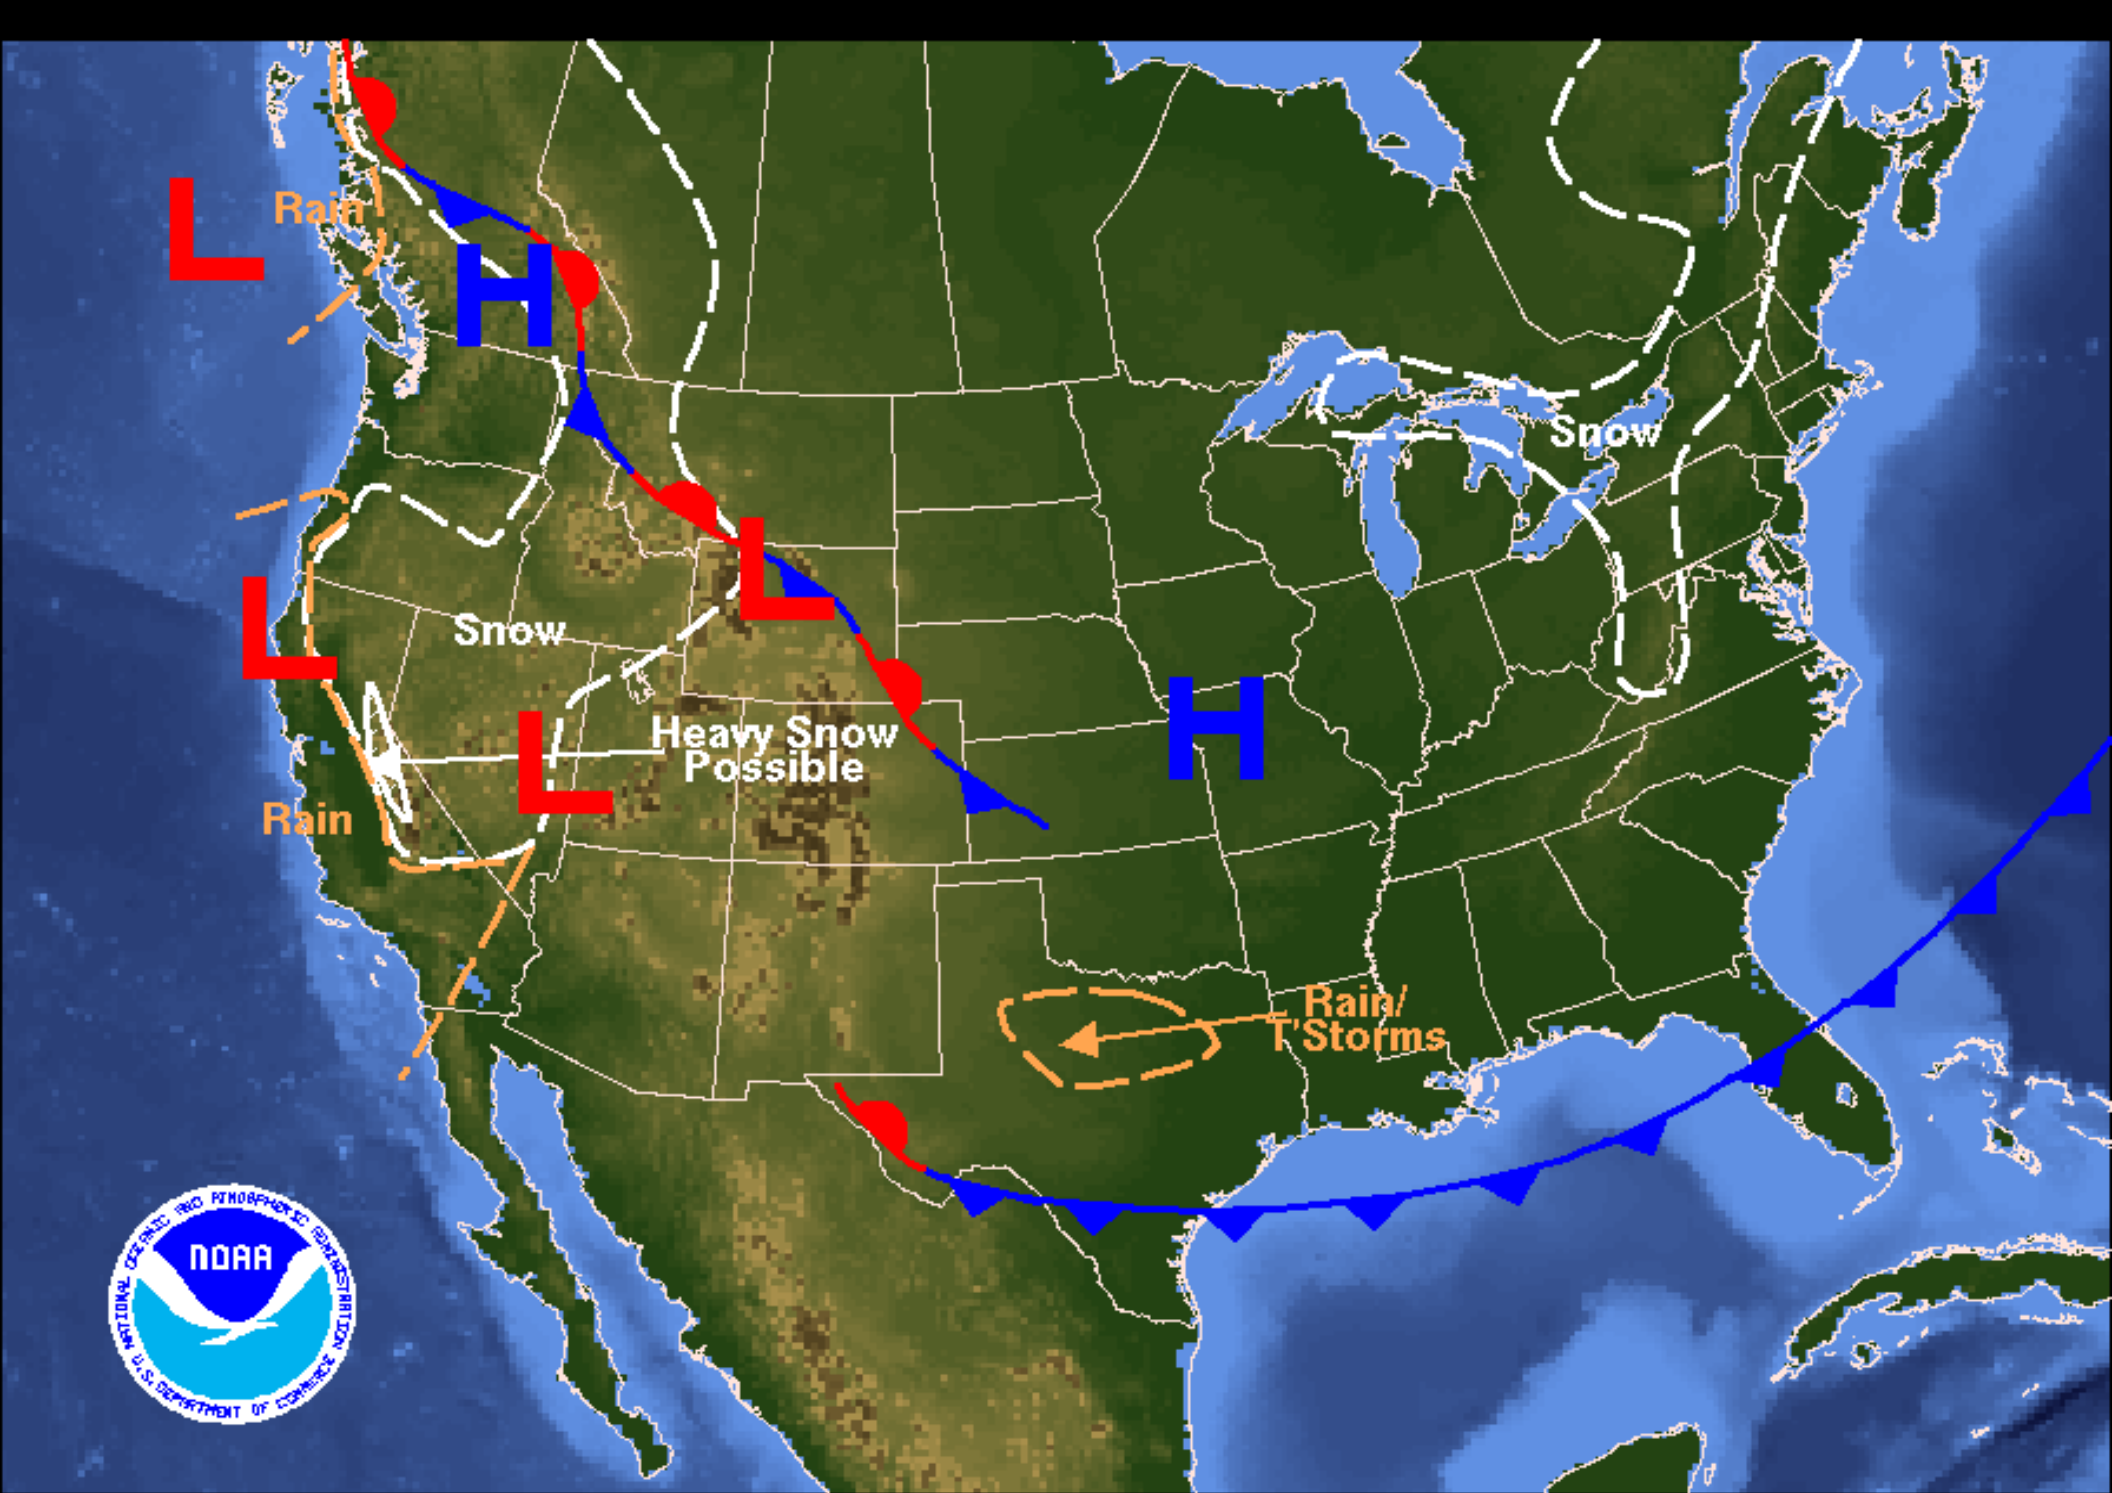 L
Rain
H
Snow
L
L
Snow
H
L
Heavy Snow
Possible
Rain
Rain/
T'Storms
NOAA
NATIONAL OCEANIC AND ATMOSPHERIC ADMINISTRATION
U.S. DEPARTMENT OF COMMERCE